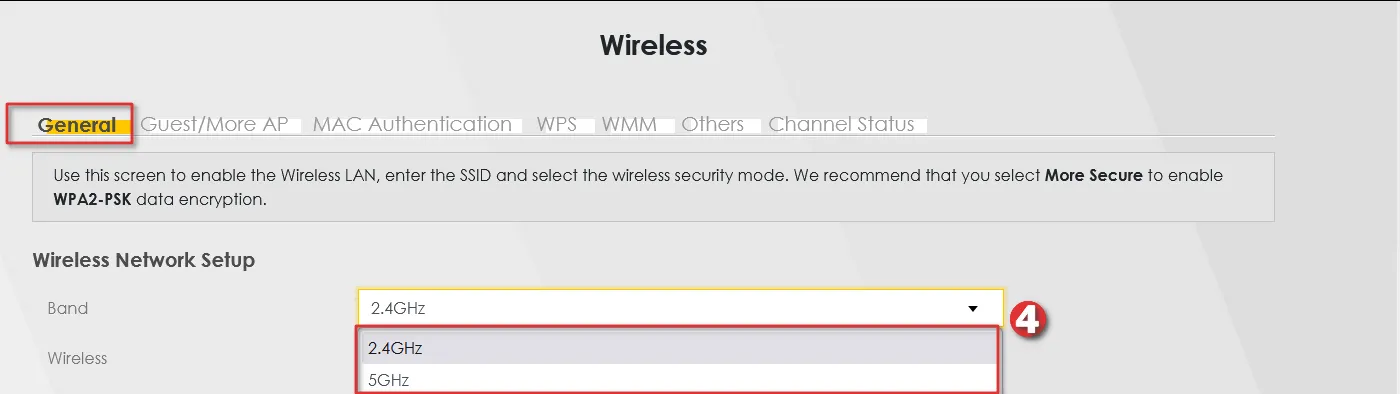 Wireless
General Guest/More AP MAC Authentication WPS WMM Others Channel Status
Use this screen to enable the Wireless LAN, enter the SSID and select the wireless security mode. We recommend that you select More Secure to enable
WPA2-PSK data encryption.
Wireless Network Setup
Band 2.4GHz 4
2.4GHz
Wireless
5GHz